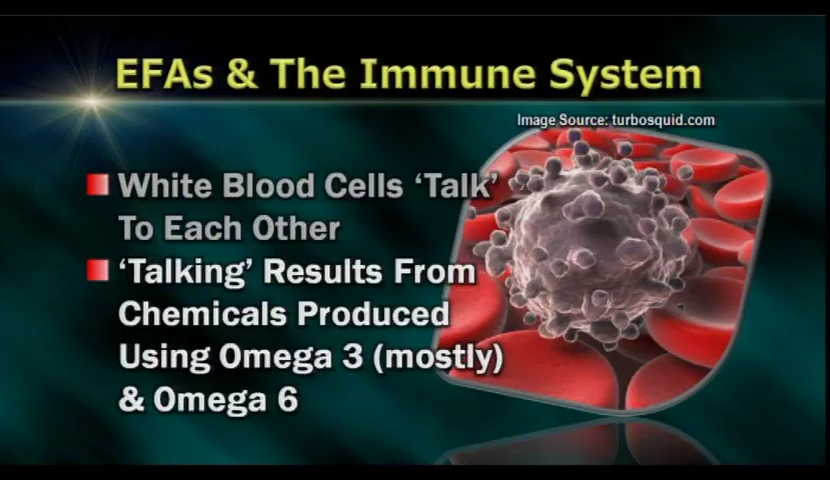 EFAs & The Immune System
Image Source: turbosquid.com
White Blood Cells ‘Talk’
To Each Other
‘Talking’ Results From
Chemicals Produced
Using Omega 3 (mostly)
& Omega 6